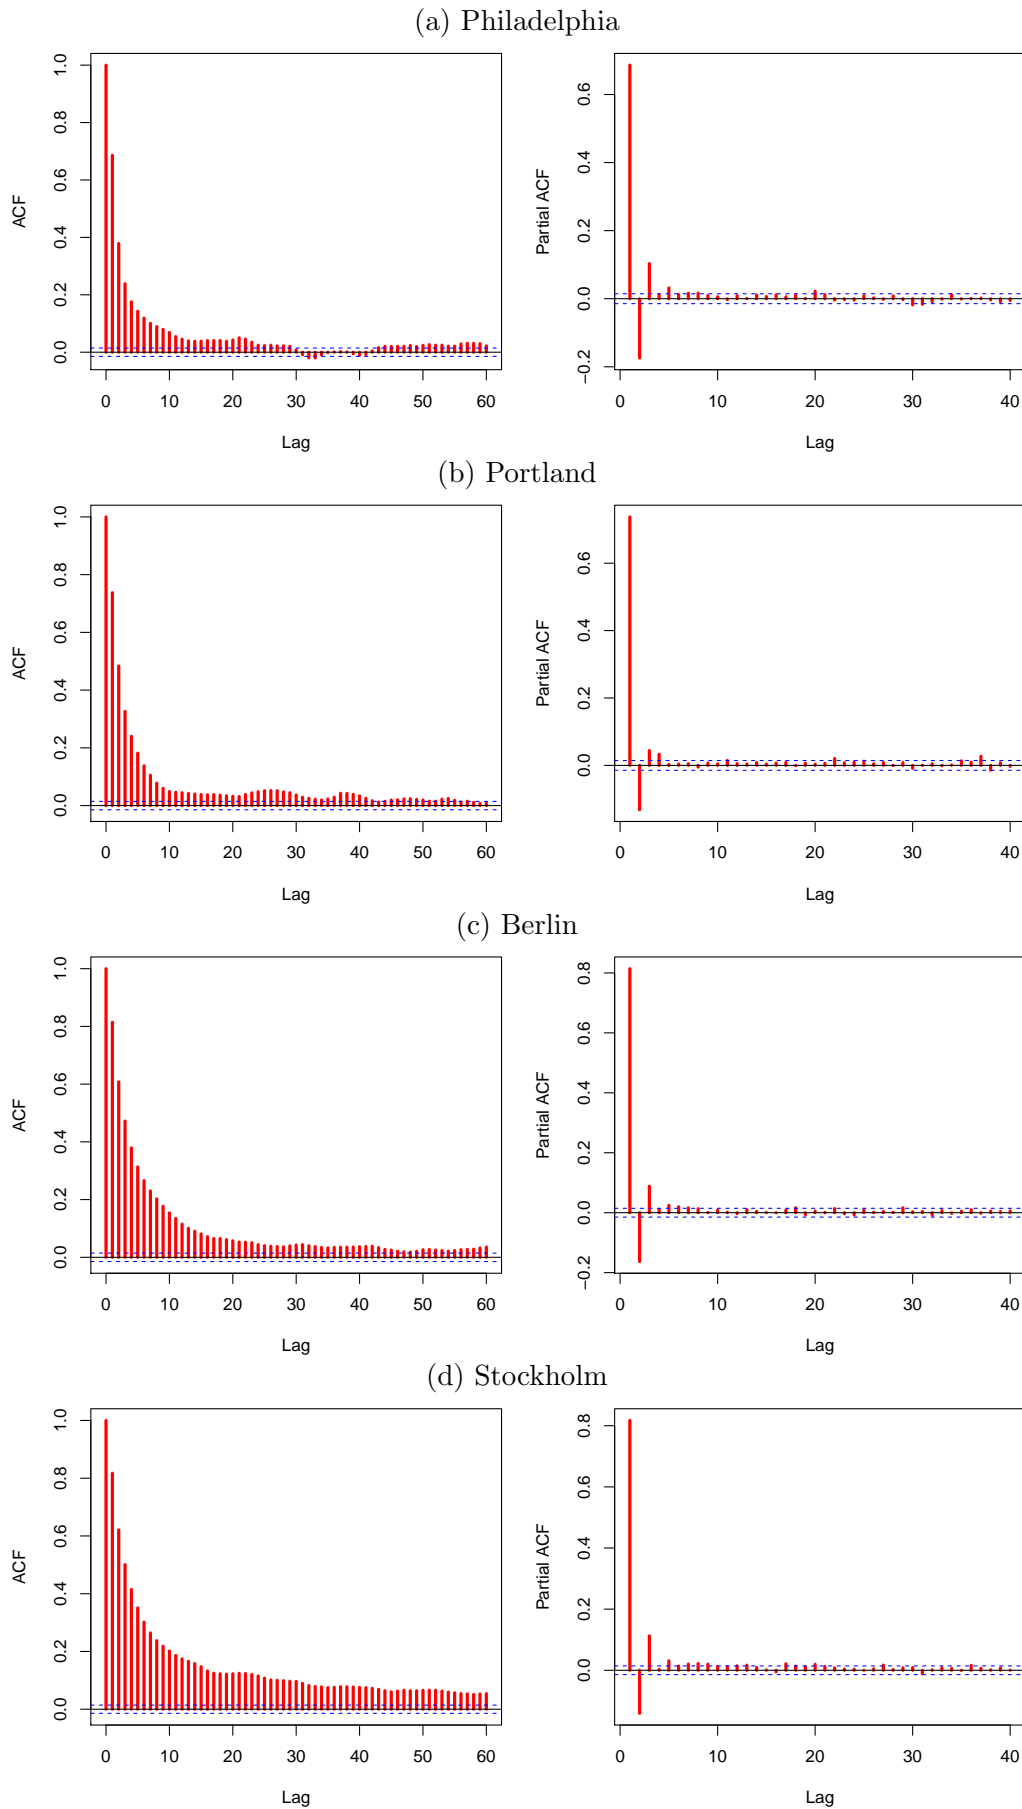 (a) Philadelphia
ACF
0.0 0.2 0.4 0.6 0.8 1.0
0 10 20 30 40 50 60
Lag
Partial ACF
−0.2 0.0 0.2 0.4 0.6
0 10 20 30 40
(b) Portland
ACF
0.0 0.2 0.4 0.6 0.8 1.0
0 10 20 30 40 50 60
Lag
Partial ACF
0.0 0.2 0.4 0.6
0 10 20 30 40
(c) Berlin
ACF
0.0 0.2 0.4 0.6 0.8 1.0
0 10 20 30 40 50 60
Lag
Partial ACF
−0.2 0.0 0.2 0.4 0.6 0.8
0 10 20 30 40
(d) Stockholm
ACF
0.0 0.2 0.4 0.6 0.8 1.0
0 10 20 30 40 50 60
Lag
Partial ACF
0.0 0.2 0.4 0.6 0.8
0 10 20 30 40